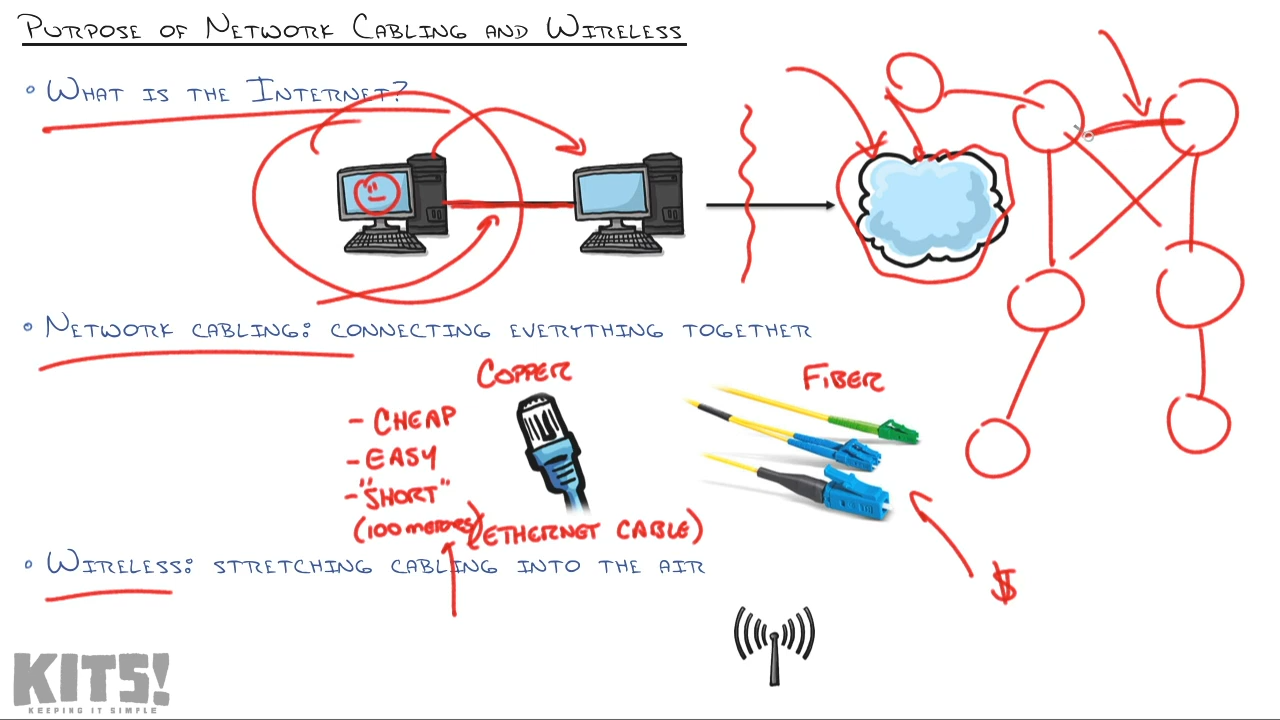 Purpose of Network Cabling and Wireless
• What is the Internet?
• Network cabling: connecting everything together
Copper
Fiber
- Cheap
- Easy
- "Short"
(100 metres)
(Ethernet Cable)
$
• Wireless: stretching cabling into the air
KITS!
KEEPING IT SIMPLE